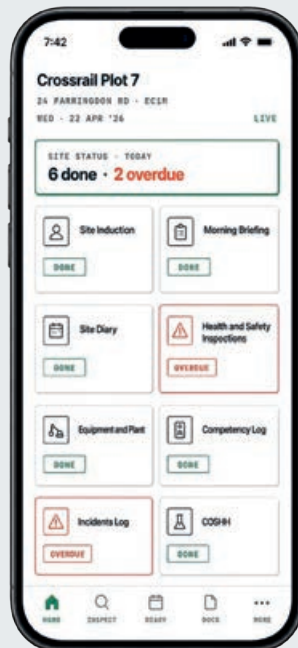 7:42
Crossrail Plot 7
24 FARRINGDON RD · EC1M
WED · 22 APR '26 LIVE
SITE STATUS · TODAY
6 done · 2 overdue
Site Induction
DONE
Morning Briefing
DONE
Site Diary
DONE
Health and Safety
Inspections
OVERDUE
Equipment and Plant
DONE
Competency Log
DONE
Incidents Log
OVERDUE
COSHH
DONE
HOME INSPECT READY DOCS MORE